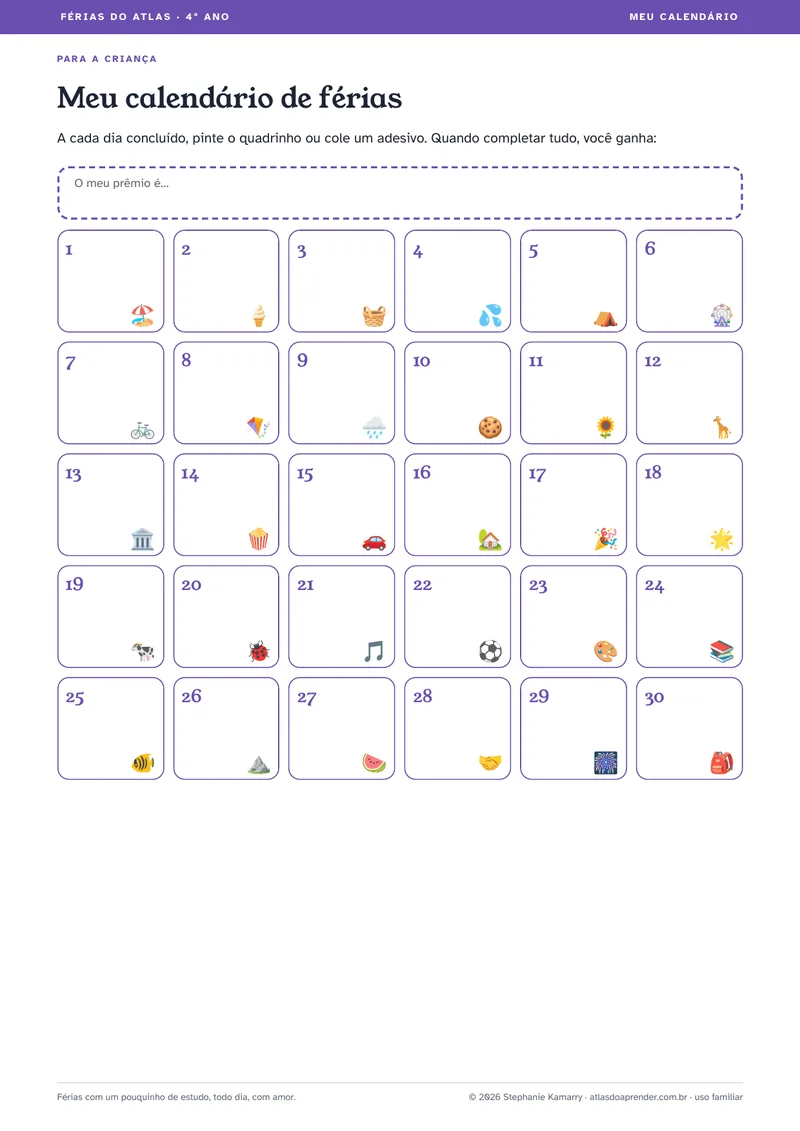 FÉRIAS DO ATLAS · 4º ANO
MEU CALENDÁRIO
PARA A CRIANÇA
Meu calendário de férias
A cada dia concluído, pinte o quadrinho ou cole um adesivo. Quando completar tudo, você ganha:
O meu prêmio é...
1 2 3 4 5 6
7 8 9 10 11 12
13 14 15 16 17 18
19 20 21 22 23 24
25 26 27 28 29 30
Férias com um pouquinho de estudo, todo dia, com amor.
© 2026 Stephanie Kamarry · atlasdoaprender.com.br · uso familiar